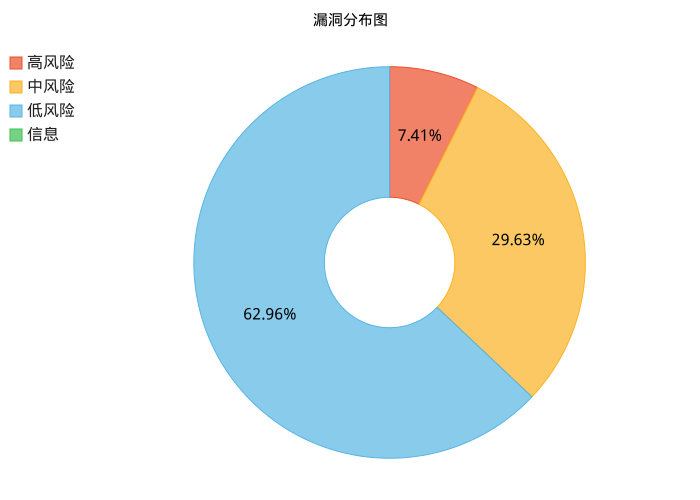 漏洞分布图
高风险
中风险
低风险
信息
7.41%
29.63%
62.96%